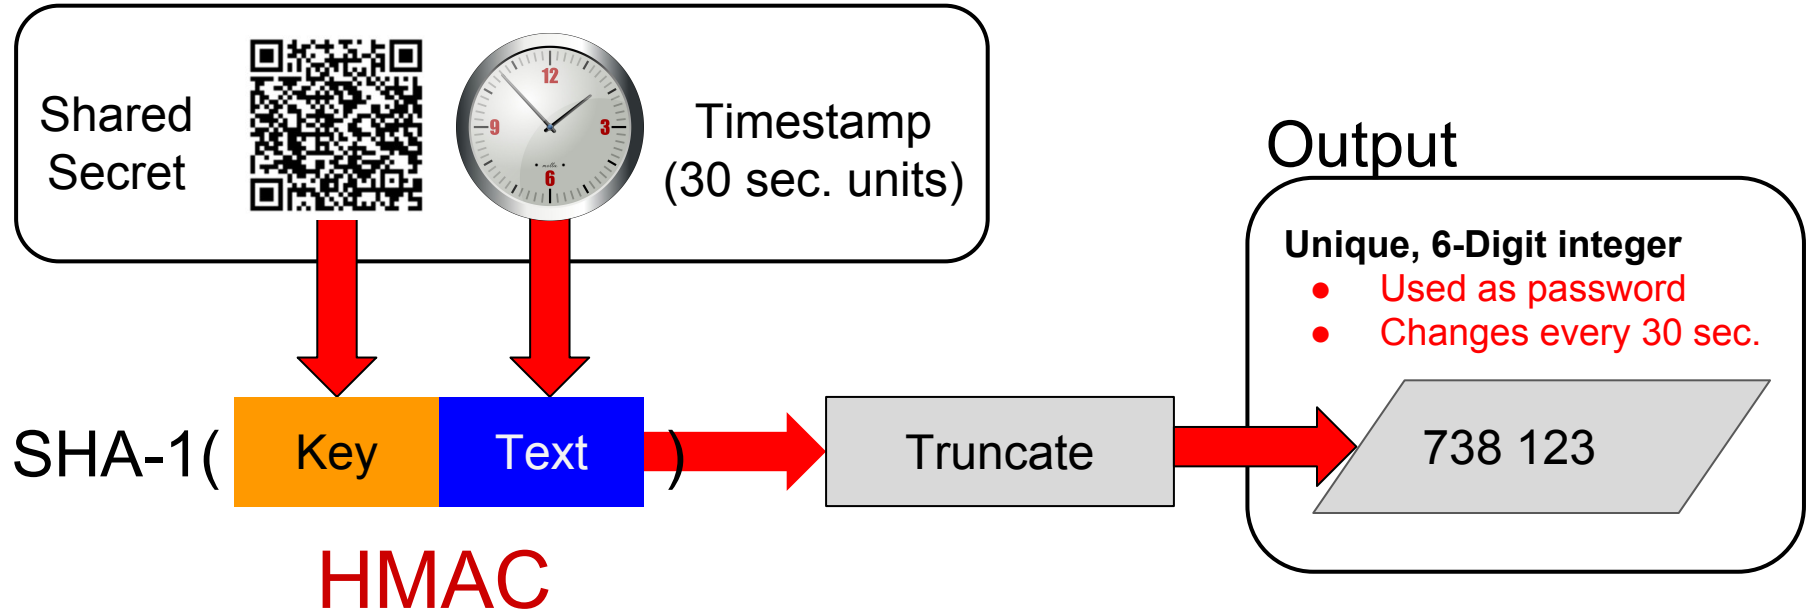 Shared
Secret
12
9
3
6
Timestamp
(30 sec. units)
Output
Unique, 6-Digit integer
● Used as password
● Changes every 30 sec.
SHA-1( Key Text )
Truncate
738 123
HMAC